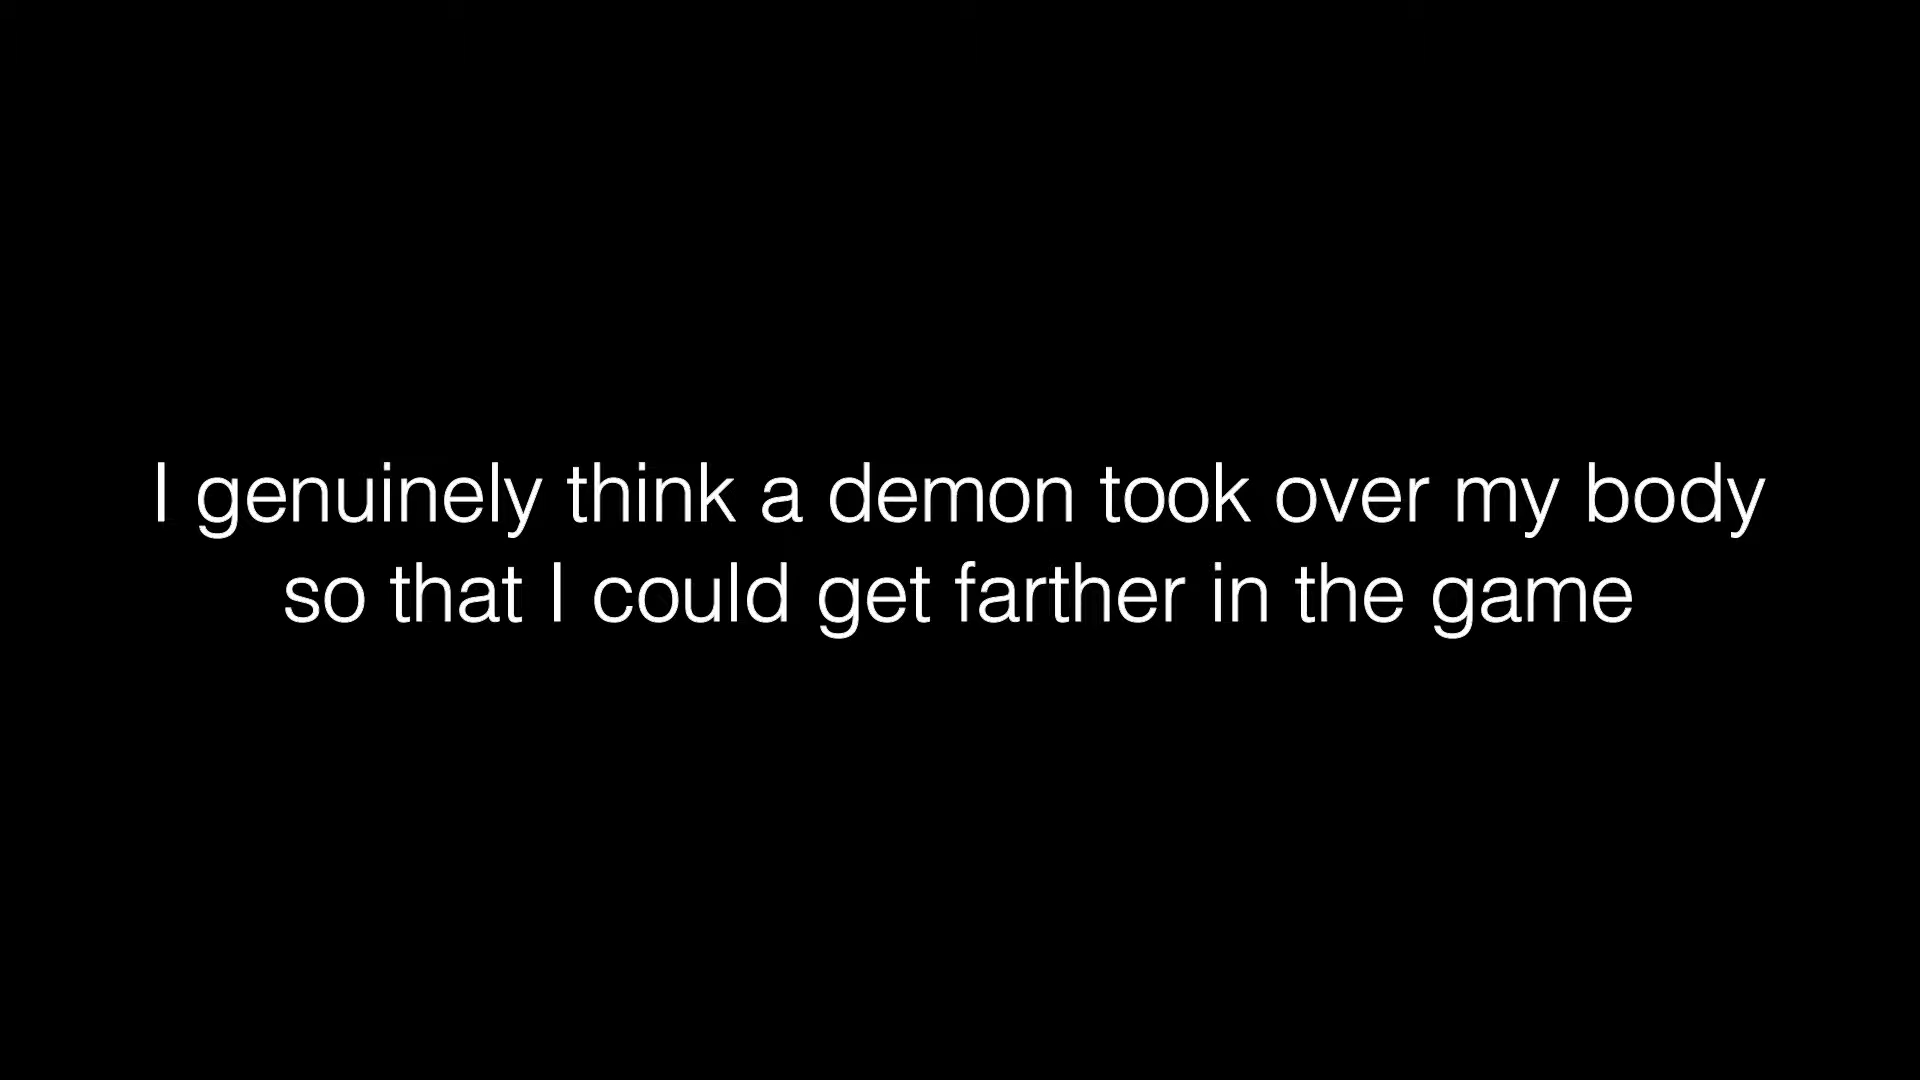 I genuinely think a demon took over my body
so that I could get farther in the game